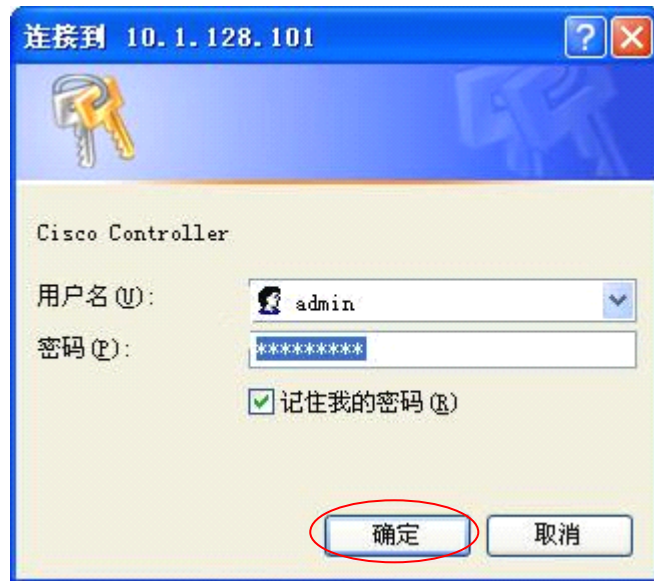 连接到 10.1.128.101
Cisco Controller
用户名(U):
admin
密码(P):
*********
记住我的密码(R)
确定
取消